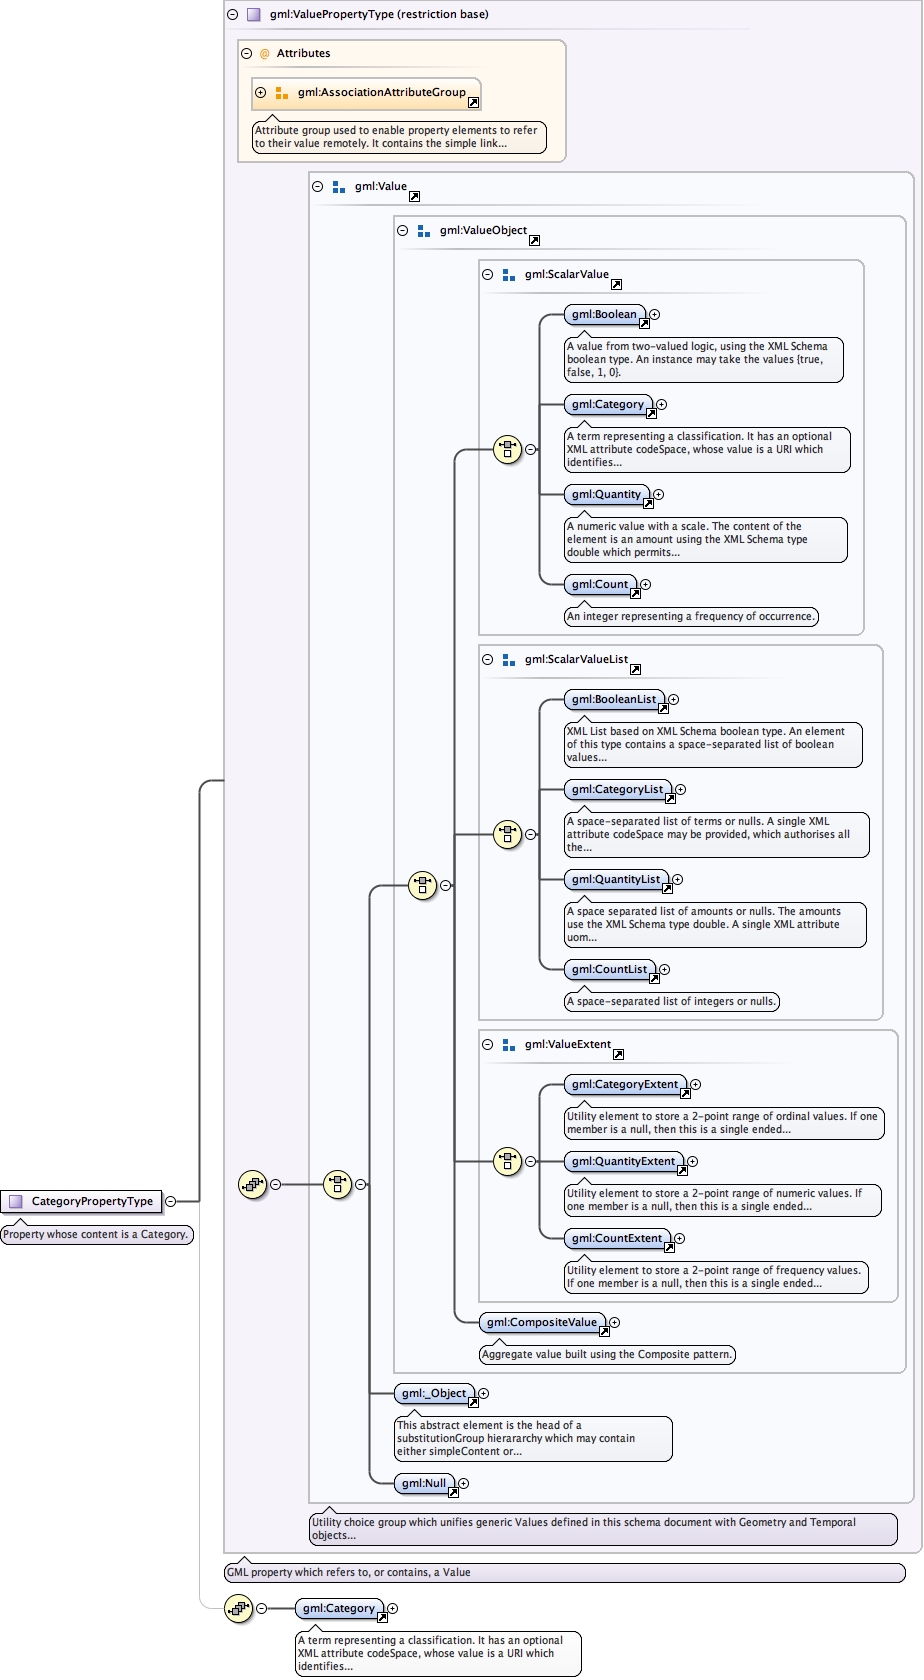 gml:ValuePropertyType (restriction base)
@ Attributes
gml:AssociationAttributeGroup
Attribute group used to enable property elements to refer
to their value remotely. It contains the simple link...
gml:Value
gml:ValueObject
gml:ScalarValue
gml:Boolean
A value from two-valued logic, using the XML Schema
boolean type. An instance may take the values {true,
false, 1, 0}.
gml:Category
A term representing a classification. It has an optional
XML attribute codeSpace, whose value is a URI which
identifies...
gml:Quantity
A numeric value with a scale. The content of the
element is an amount using the XML Schema type
double which permits...
gml:Count
An integer representing a frequency of occurrence.
gml:ScalarValueList
gml:BooleanList
XML List based on XML Schema boolean type. An element
of this type contains a space-separated list of boolean
values...
gml:CategoryList
A space-separated list of terms or nulls. A single XML
attribute codeSpace may be provided, which authorises all
the...
gml:QuantityList
A space separated list of amounts or nulls. The amounts
use the XML Schema type double. A single XML attribute
uom...
gml:CountList
A space-separated list of integers or nulls.
gml:ValueExtent
gml:CategoryExtent
Utility element to store a 2-point range of ordinal values. If one
member is a null, then this is a single ended...
gml:QuantityExtent
Utility element to store a 2-point range of numeric values. If
one member is a null, then this is a single ended...
gml:CountExtent
Utility element to store a 2-point range of frequency values.
If one member is a null, then this is a single ended...
CategoryPropertyType
Property whose content is a Category.
gml:CompositeValue
Aggregate value built using the Composite pattern.
gml:_Object
This abstract element is the head of a
substitutionGroup hierararchy which may contain
either simpleContent or...
gml:Null
Utility choice group which unifies generic Values defined in this schema document with Geometry and Temporal
objects...
GML property which refers to, or contains, a Value
gml:Category
A term representing a classification. It has an optional
XML attribute codeSpace, whose value is a URI which
identifies...